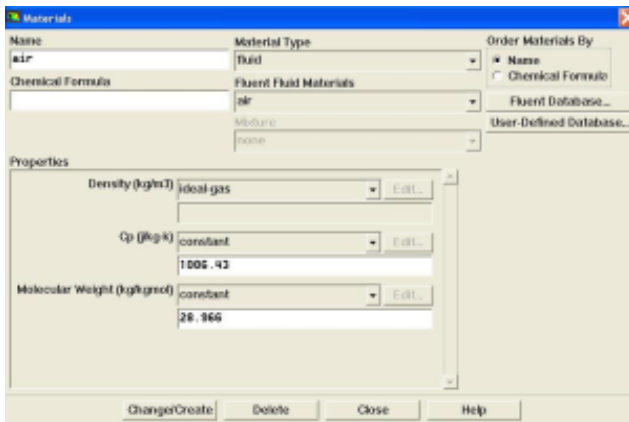 Materials
Name
air
Material Type
fluid
Order Materials By
Name
Chemical Formula
Chemical Formula
Fluent Fluid Materials
air
Fluent Database...
Mixture
none
User-Defined Database...
Properties
Density (kg/m3) ideal-gas Edit...
Cp (j/kg-k) constant Edit...
1006.43
Molecular Weight (kg/kgmol) constant Edit...
28.966
Change/Create Delete Close Help